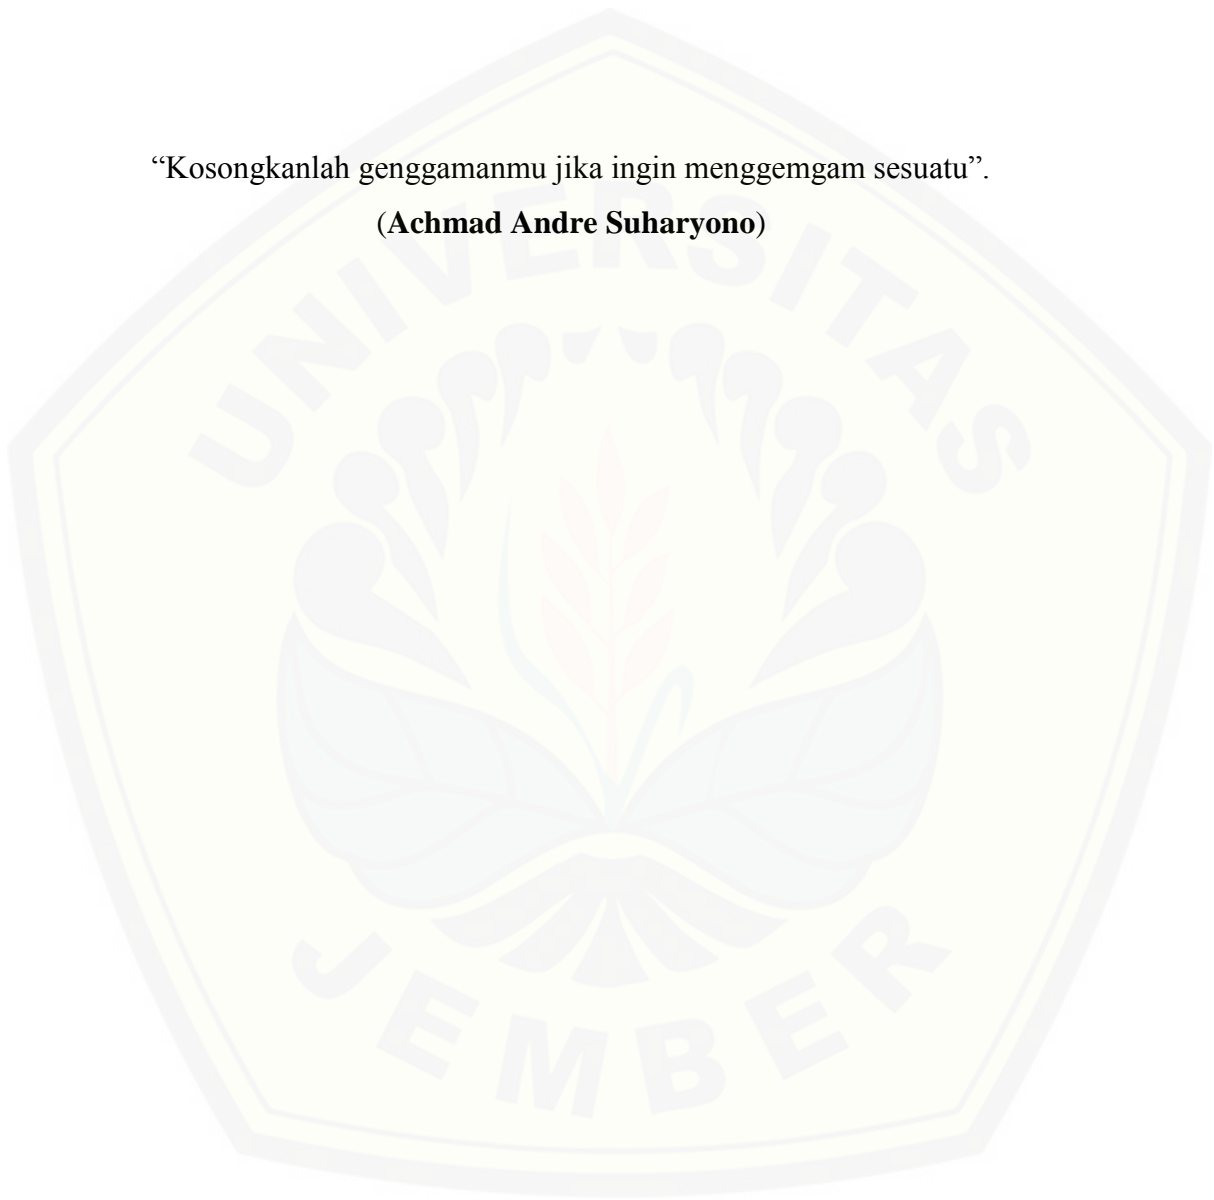 “Kosongkanlah genggamanmu jika ingin menggemgam sesuatu”.
(Achmad Andre Suharyono)
UNIVERSITAS
JEMBER